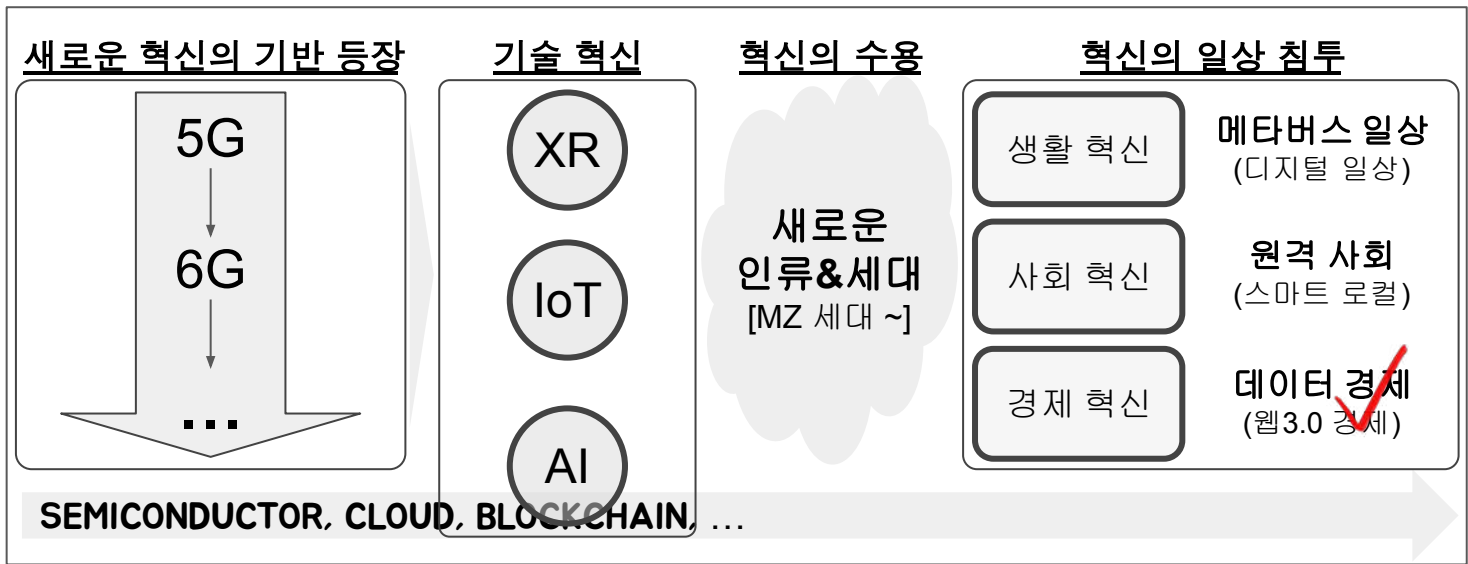 새로운 혁신의 기반 등장
5G
6G
...
기술 혁신
XR
IoT
AI
혁신의 수용
새로운
인류&세대
[MZ 세대 ~]
혁신의 일상 침투
생활 혁신
메타버스 일상
(디지털 일상)
사회 혁신
원격 사회
(스마트 로컬)
경제 혁신
데이터 경제
(웹3.0 경제)
SEMICONDUCTOR, CLOUD, BLOCKCHAIN, ...